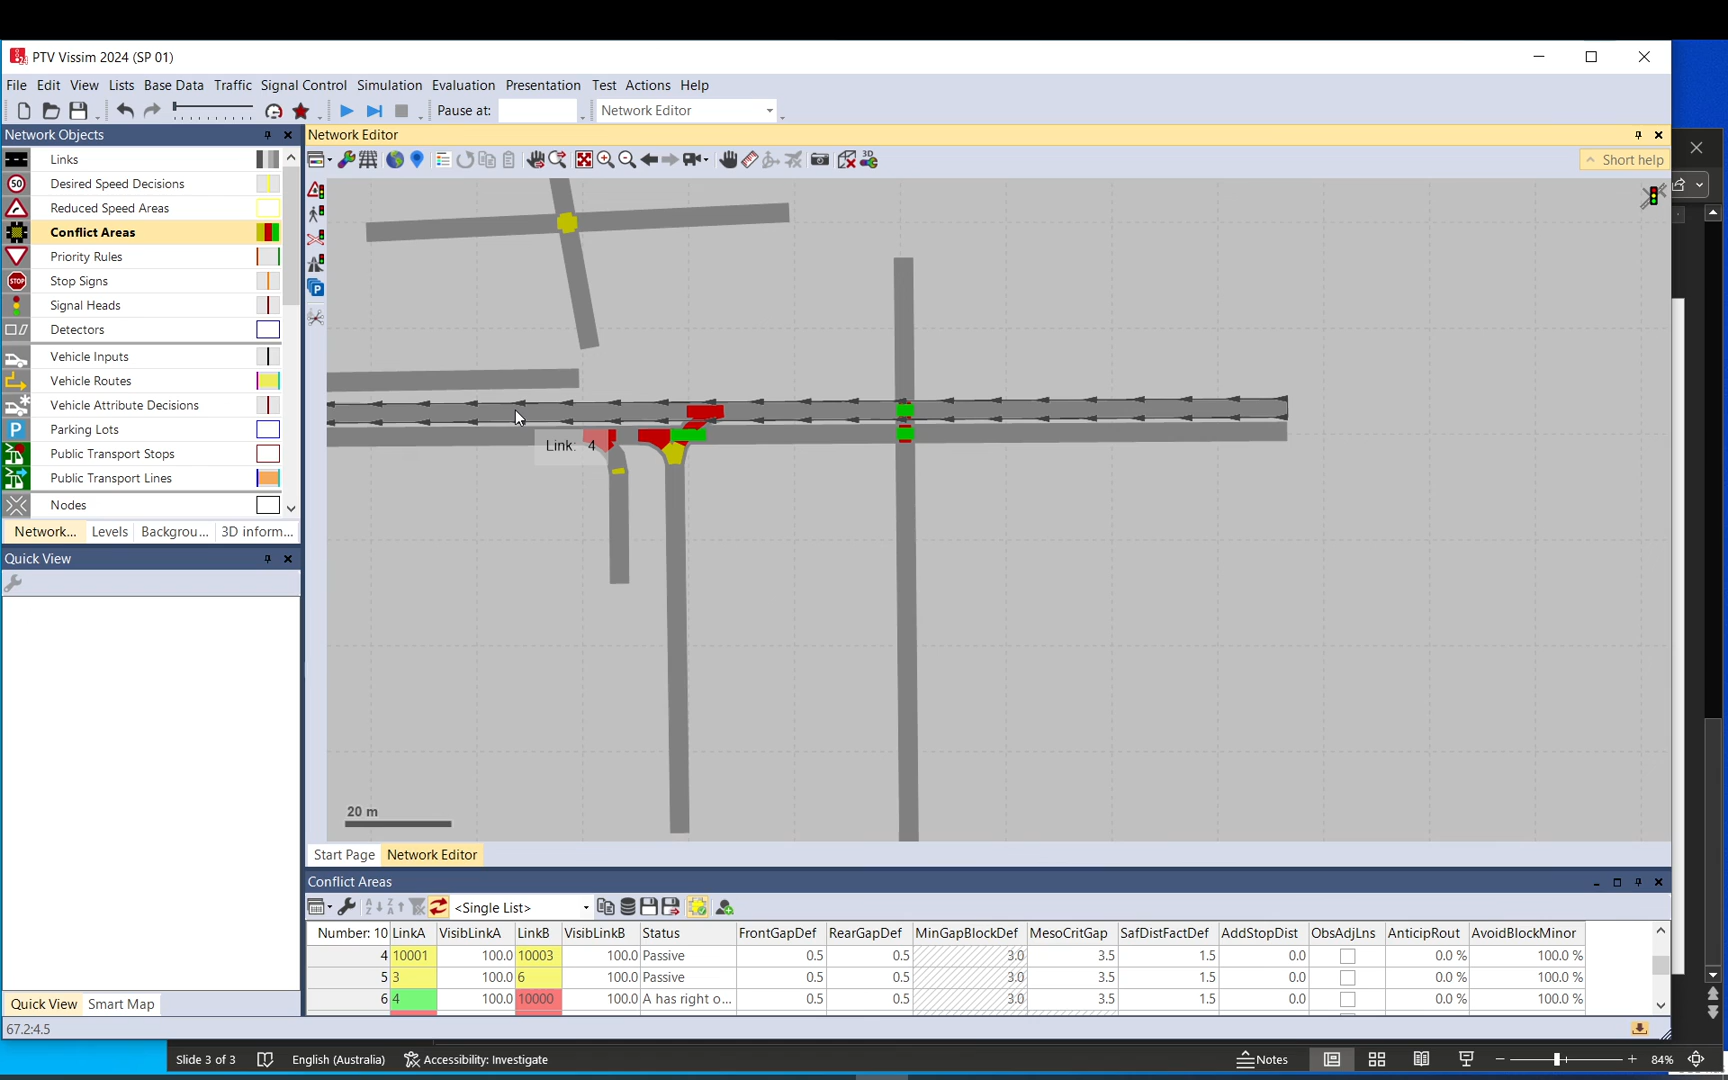 PTV Vissim 2024 (SP 01)
File Edit View Lists Base Data Traffic Signal Control Simulation Evaluation Presentation Test Actions Help
Pause at: Network Editor
Network Objects
Network Editor
Short help
Links
50 Desired Speed Decisions
Reduced Speed Areas
Conflict Areas
Priority Rules
STOP Stop Signs
Signal Heads
Detectors
Vehicle Inputs
Vehicle Routes
Vehicle Attribute Decisions
P Parking Lots
Public Transport Stops
Public Transport Lines
Nodes
Network... Levels Backgrou... 3D inform...
Link: 4
20 m
Quick View
Start Page Network Editor
Conflict Areas
<Single List>
Number: 10 LinkA VisibLinkA LinkB VisibLinkB Status FrontGapDef RearGapDef MinGapBlockDef MesoCritGap SafDistFactDef AddStopDist ObsAdjLns AnticipRout AvoidBlockMinor
4 10001 100.0 10003 100.0 Passive 0.5 0.5 3.0 3.5 1.5 0.0 0.0 % 100.0 %
5 3 100.0 6 100.0 Passive 0.5 0.5 3.0 3.5 1.5 0.0 0.0 % 100.0 %
6 4 100.0 10000 100.0 A has right o... 0.5 0.5 3.0 3.5 1.5 0.0 0.0 % 100.0 %
Quick View Smart Map
67.2:4.5
Slide 3 of 3 English (Australia) Accessibility: Investigate Notes 84%